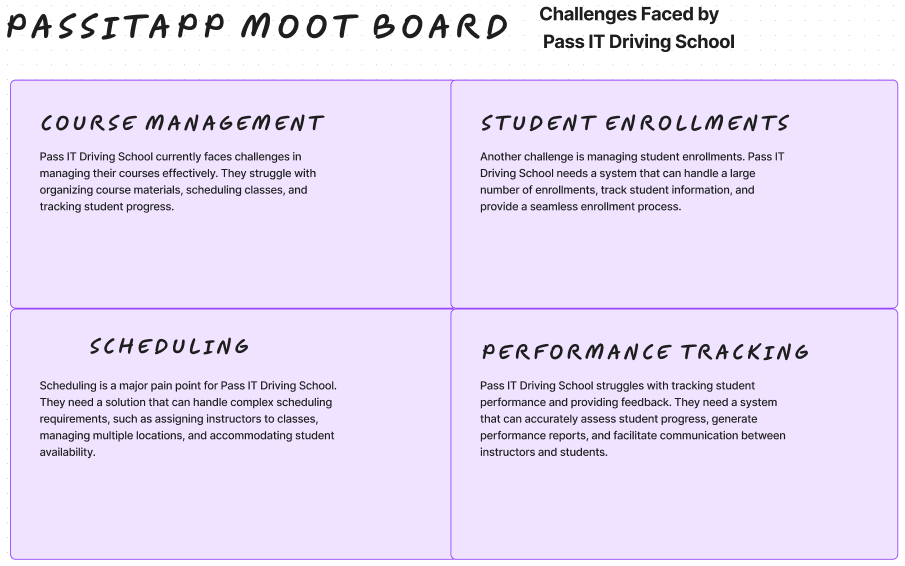 PASSITAPP MOOT BOARD
Challenges Faced by
Pass IT Driving School
COURSE MANAGEMENT
Pass IT Driving School currently faces challenges in
managing their courses effectively. They struggle with
organizing course materials, scheduling classes, and
tracking student progress.
STUDENT ENROLLMENTS
Another challenge is managing student enrollments. Pass IT
Driving School needs a system that can handle a large
number of enrollments, track student information, and
provide a seamless enrollment process.
SCHEDULING
Scheduling is a major pain point for Pass IT Driving School.
They need a solution that can handle complex scheduling
requirements, such as assigning instructors to classes,
managing multiple locations, and accommodating student
availability.
PERFORMANCE TRACKING
Pass IT Driving School struggles with tracking student
performance and providing feedback. They need a system
that can accurately assess student progress, generate
performance reports, and facilitate communication between
instructors and students.